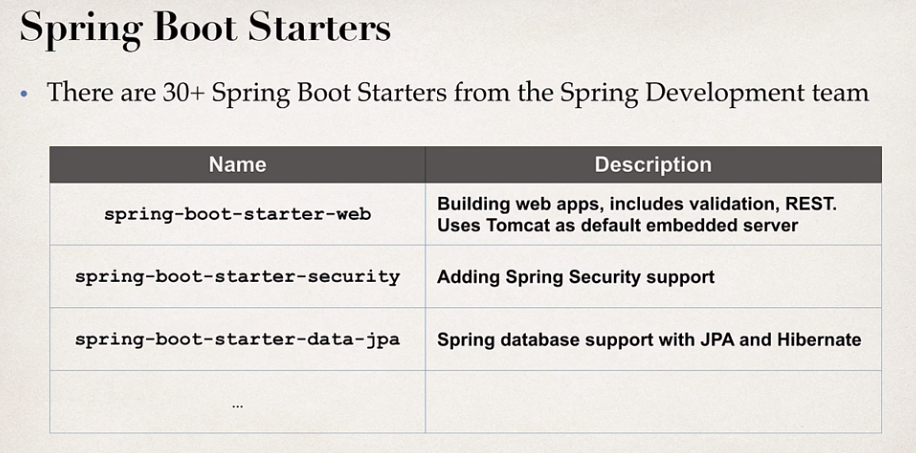 Spring Boot Starters
• There are 30+ Spring Boot Starters from the Spring Development team
Name Description
spring-boot-starter-web
Building web apps, includes validation, REST.
Uses Tomcat as default embedded server
spring-boot-starter-security Adding Spring Security support
spring-boot-starter-data-jpa Spring database support with JPA and Hibernate
...